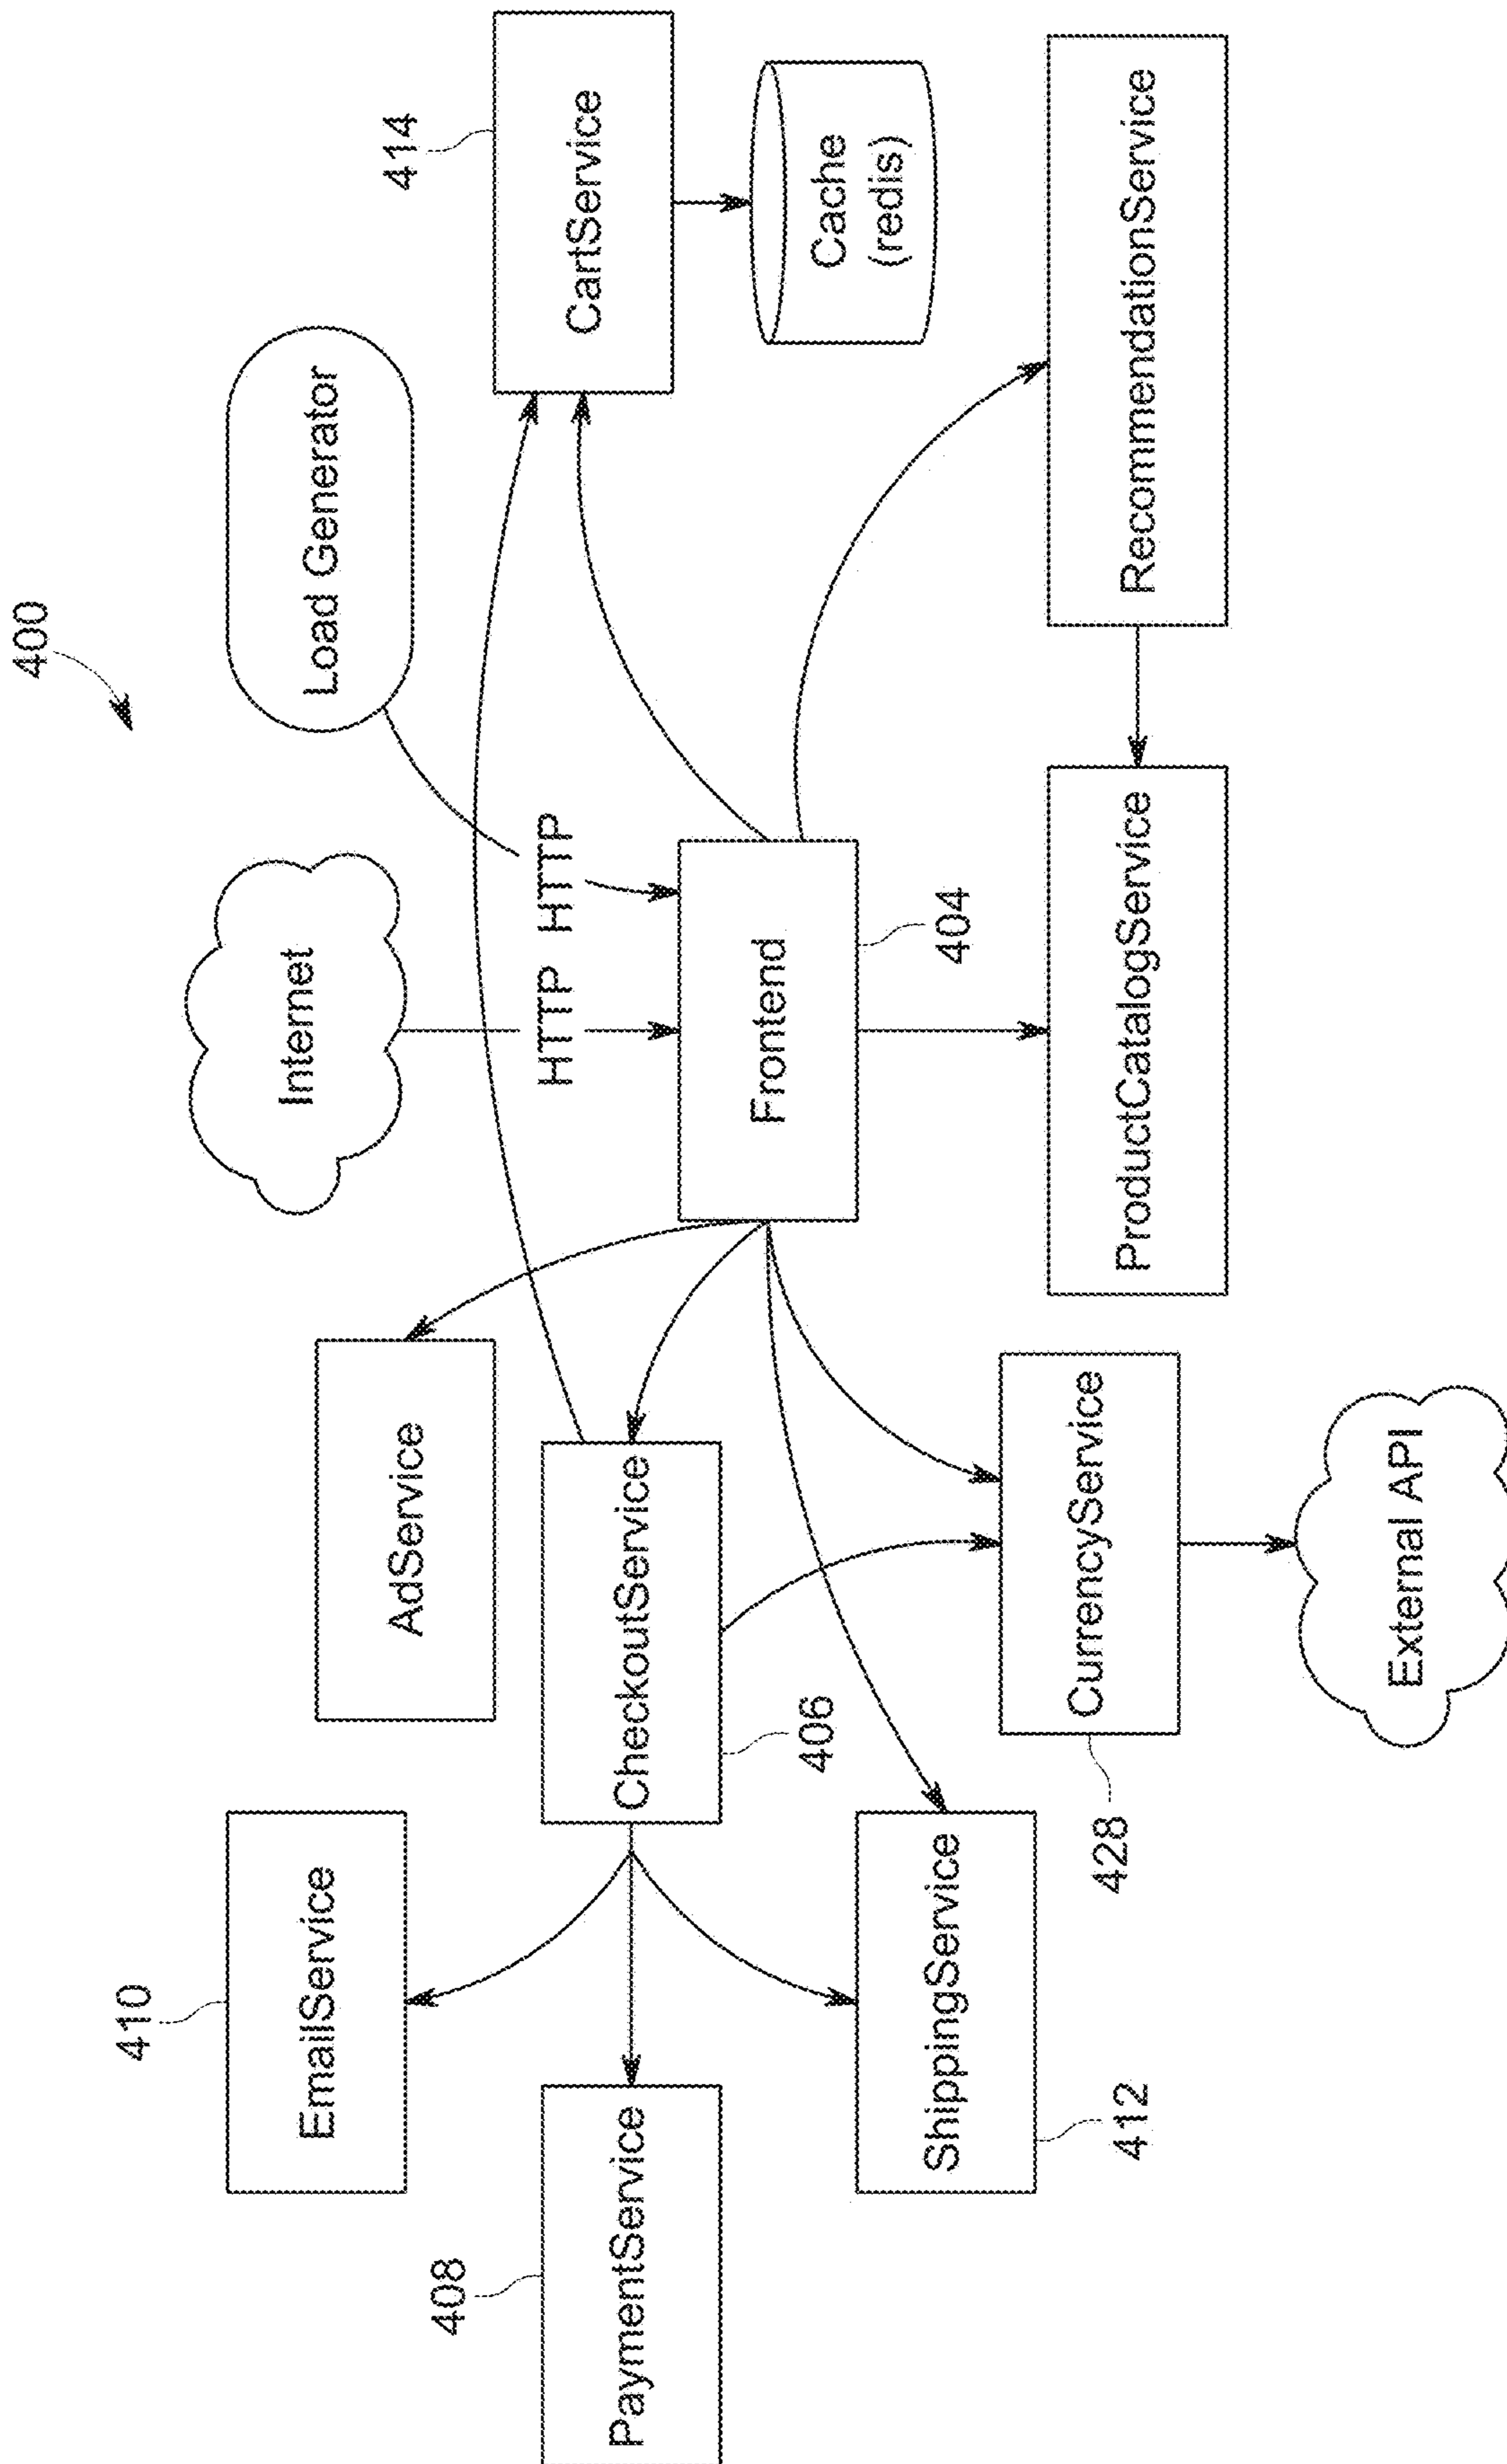 400
410
EmailService
Internet
Load Generator
AdService
414
408
HTTP HTTP
CartService
PaymentService
CheckoutService
Frontend
406
Cache
(redis)
ShippingService
404
CurrencyService
428
412
ProductCatalogService
RecommendationService
External API